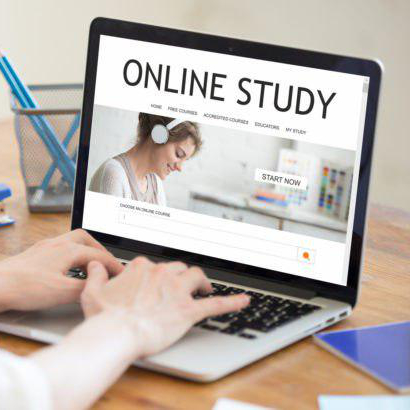 ONLINE STUDY
HOME FREE COURSES ACCREDITED COURSES EDUCATORS MY STUDY
START NOW
CHOOSE AN ONLINE COURSE